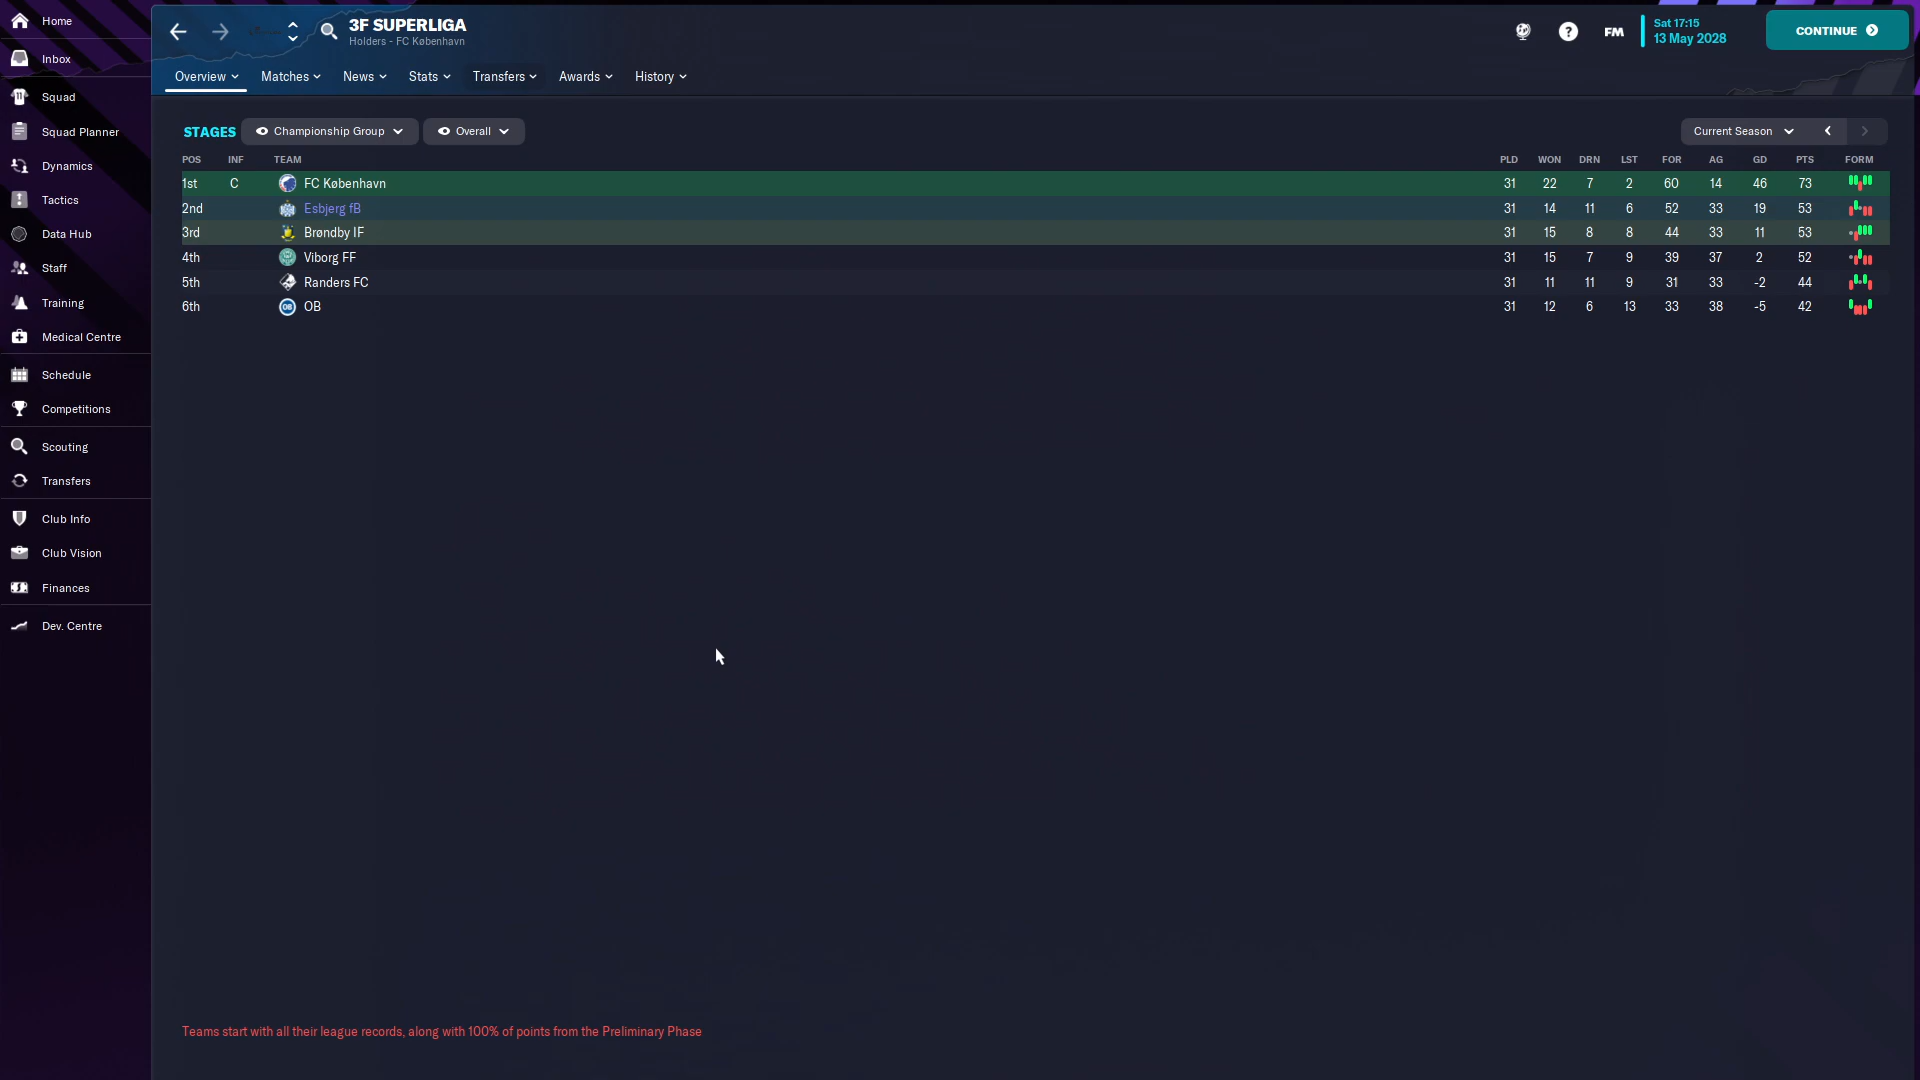 Home
Inbox
Squad
Squad Planner
Dynamics
Tactics
Data Hub
Staff
Training
Medical Centre
Schedule
Competitions
Scouting
Transfers
Club Info
Club Vision
Finances
Dev. Centre
3F SUPERLIGA
Holders - FC København
FM
Sat 17:15
13 May 2028
CONTINUE
Overview Matches News Stats Transfers Awards History
STAGES Championship Group Overall Current Season
POS INF TEAM PLD WON DRN LST FOR AG GD PTS FORM
1st C FC København 31 22 7 2 60 14 46 73
2nd Esbjerg fB 31 14 11 6 52 33 19 53
3rd Brøndby IF 31 15 8 8 44 33 11 53
4th Viborg FF 31 15 7 9 39 37 2 52
5th Randers FC 31 11 11 9 31 33 -2 44
6th OB 31 12 6 13 33 38 -5 42
Teams start with all their league records, along with 100% of points from the Preliminary Phase